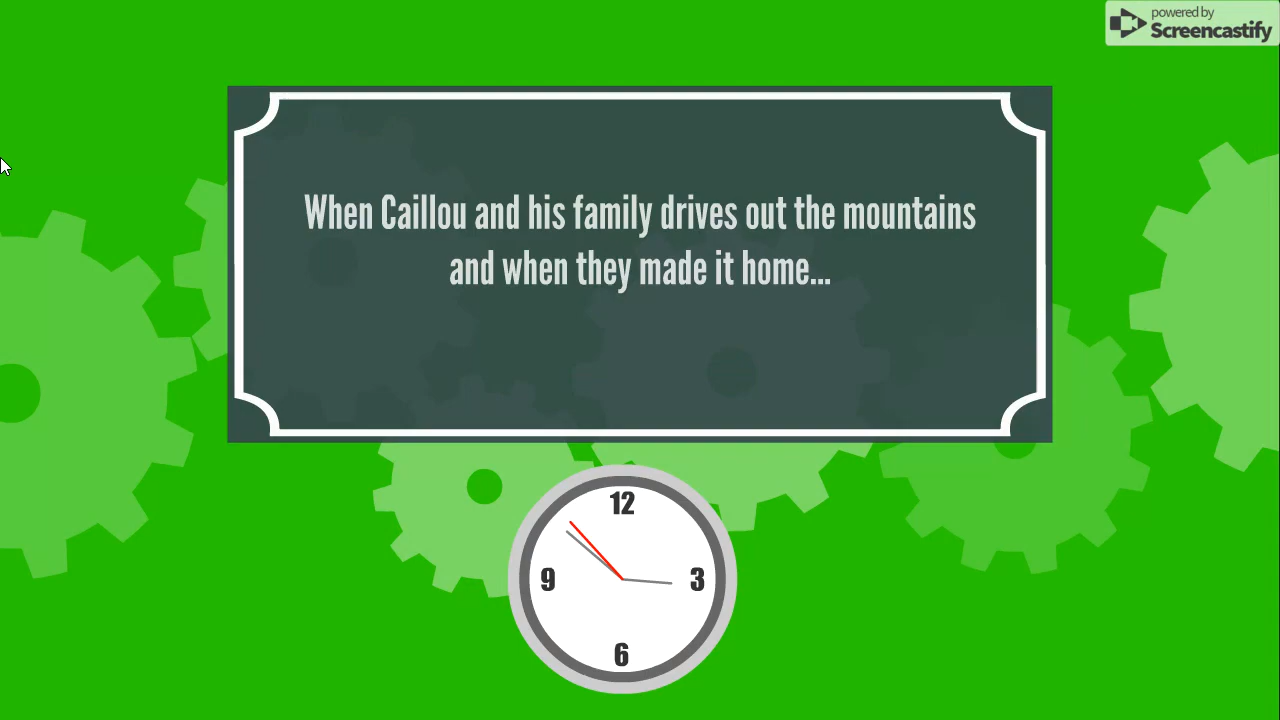 powered by
Screencastify
When Caillou and his family drives out the mountains
and when they made it home...
12
9
3
6